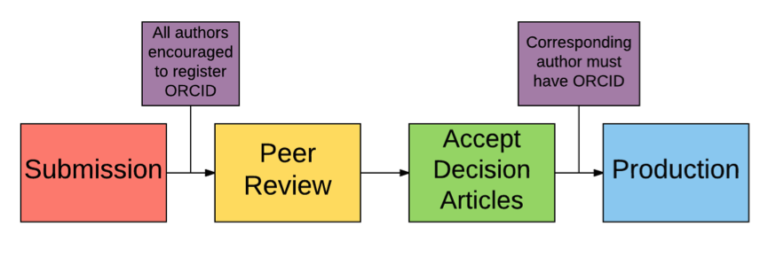 All authors
encouraged
to register
ORCID
Corresponding
author must
have ORCID
Submission
Peer
Review
Accept
Decision
Articles
Production